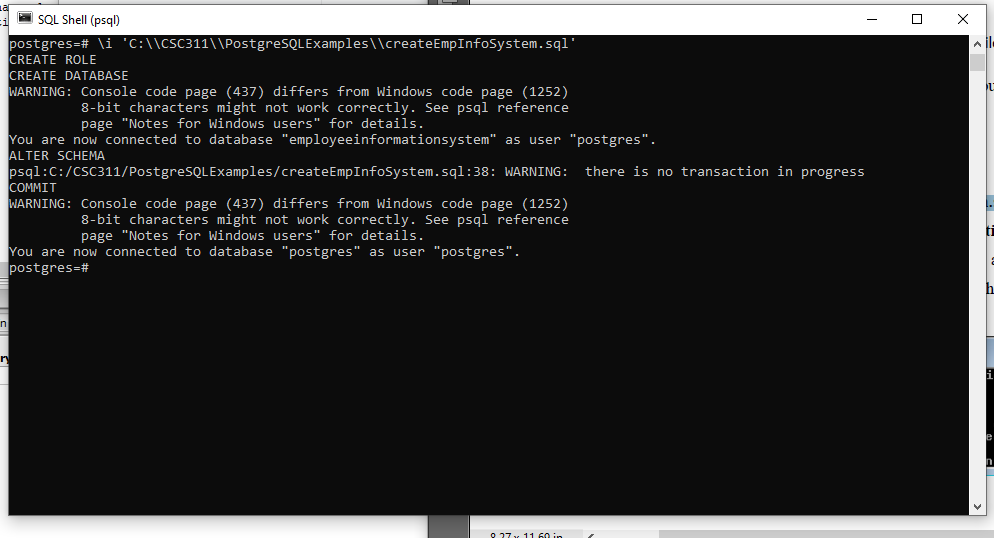 SQL Shell (psql)
postgres=# \i 'C:\\CSC311\\PostgreSQLExamples\\createEmpInfoSystem.sql'
CREATE ROLE
CREATE DATABASE
WARNING: Console code page (437) differs from Windows code page (1252)
         8-bit characters might not work correctly. See psql reference
         page "Notes for Windows users" for details.
You are now connected to database "employeeinformationsystem" as user "postgres".
ALTER SCHEMA
psql:C:/CSC311/PostgreSQLExamples/createEmpInfoSystem.sql:38: WARNING:  there is no transaction in progress
COMMIT
WARNING: Console code page (437) differs from Windows code page (1252)
         8-bit characters might not work correctly. See psql reference
         page "Notes for Windows users" for details.
You are now connected to database "postgres" as user "postgres".
postgres=#
8.27 x 11.69 in